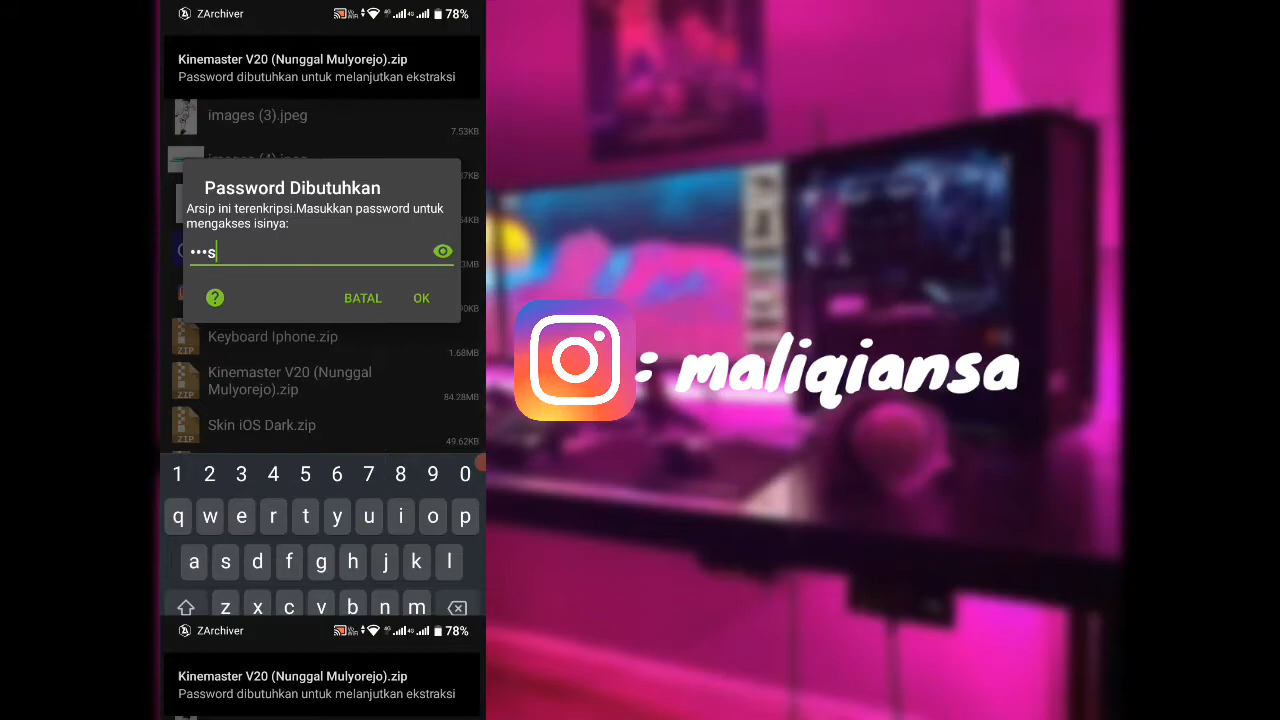 ZArchiver
78%
Kinemaster V20 (Nunggal Mulyorejo).zip
Password dibutuhkan untuk melanjutkan ekstraksi
images (3).jpeg
7.53KB
Password Dibutuhkan
Arsip ini terenkripsi.Masukkan password untuk
mengakses isinya:
•••s
? BATAL OK
Keyboard Iphone.zip
ZIP
1.68MB
Kinemaster V20 (Nunggal
Mulyorejo).zip
ZIP
84.28MB
Skin iOS Dark.zip
ZIP
49.62KB
1 2 3 4 5 6 7 8 9 0
q w e r t y u i o p
a s d f g h j k l
z x c v b n m
ZArchiver
78%
Kinemaster V20 (Nunggal Mulyorejo).zip
Password dibutuhkan untuk melanjutkan ekstraksi
: maliqiansa